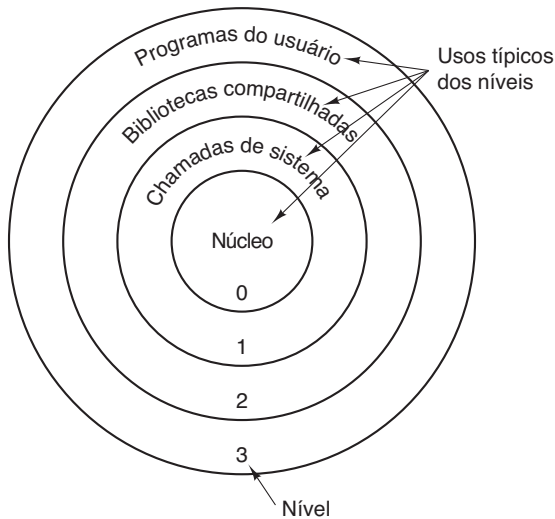 Programas do usuário
Usos típicos
dos níveis
Bibliotecas compartilhadas
Chamadas de sistema
Núcleo
0
1
2
3
Nível